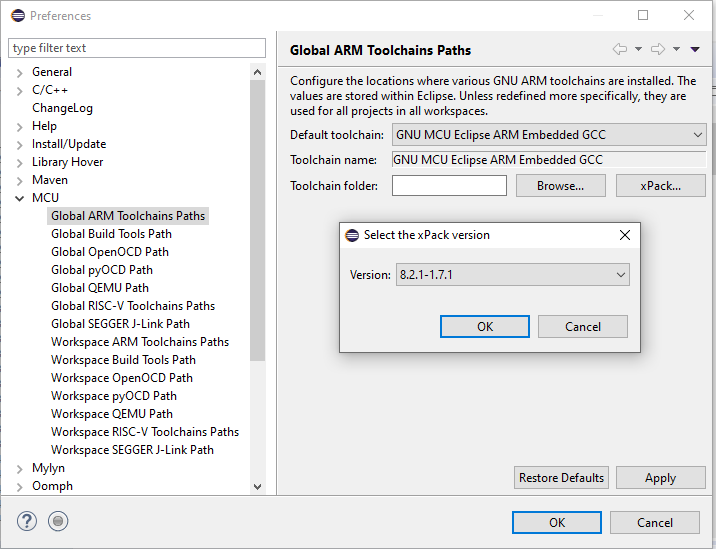 Preferences
type filter text
General
C/C++
ChangeLog
Help
Install/Update
Library Hover
Maven
MCU
Global ARM Toolchains Paths
Global Build Tools Path
Global OpenOCD Path
Global pyOCD Path
Global QEMU Path
Global RISC-V Toolchains Paths
Global SEGGER J-Link Path
Workspace ARM Toolchains Paths
Workspace Build Tools Path
Workspace OpenOCD Path
Workspace pyOCD Path
Workspace QEMU Path
Workspace RISC-V Toolchains Paths
Workspace SEGGER J-Link Path
Mylyn
Oomph
Global ARM Toolchains Paths
Configure the locations where various GNU ARM toolchains are installed. The
values are stored within Eclipse. Unless redefined more specifically, they are
used for all projects in all workspaces.
Default toolchain: GNU MCU Eclipse ARM Embedded GCC
Toolchain name: GNU MCU Eclipse ARM Embedded GCC
Toolchain folder: Browse... xPack...
Select the xPack version
Version: 8.2.1-1.7.1
OK Cancel
Restore Defaults Apply
OK Cancel